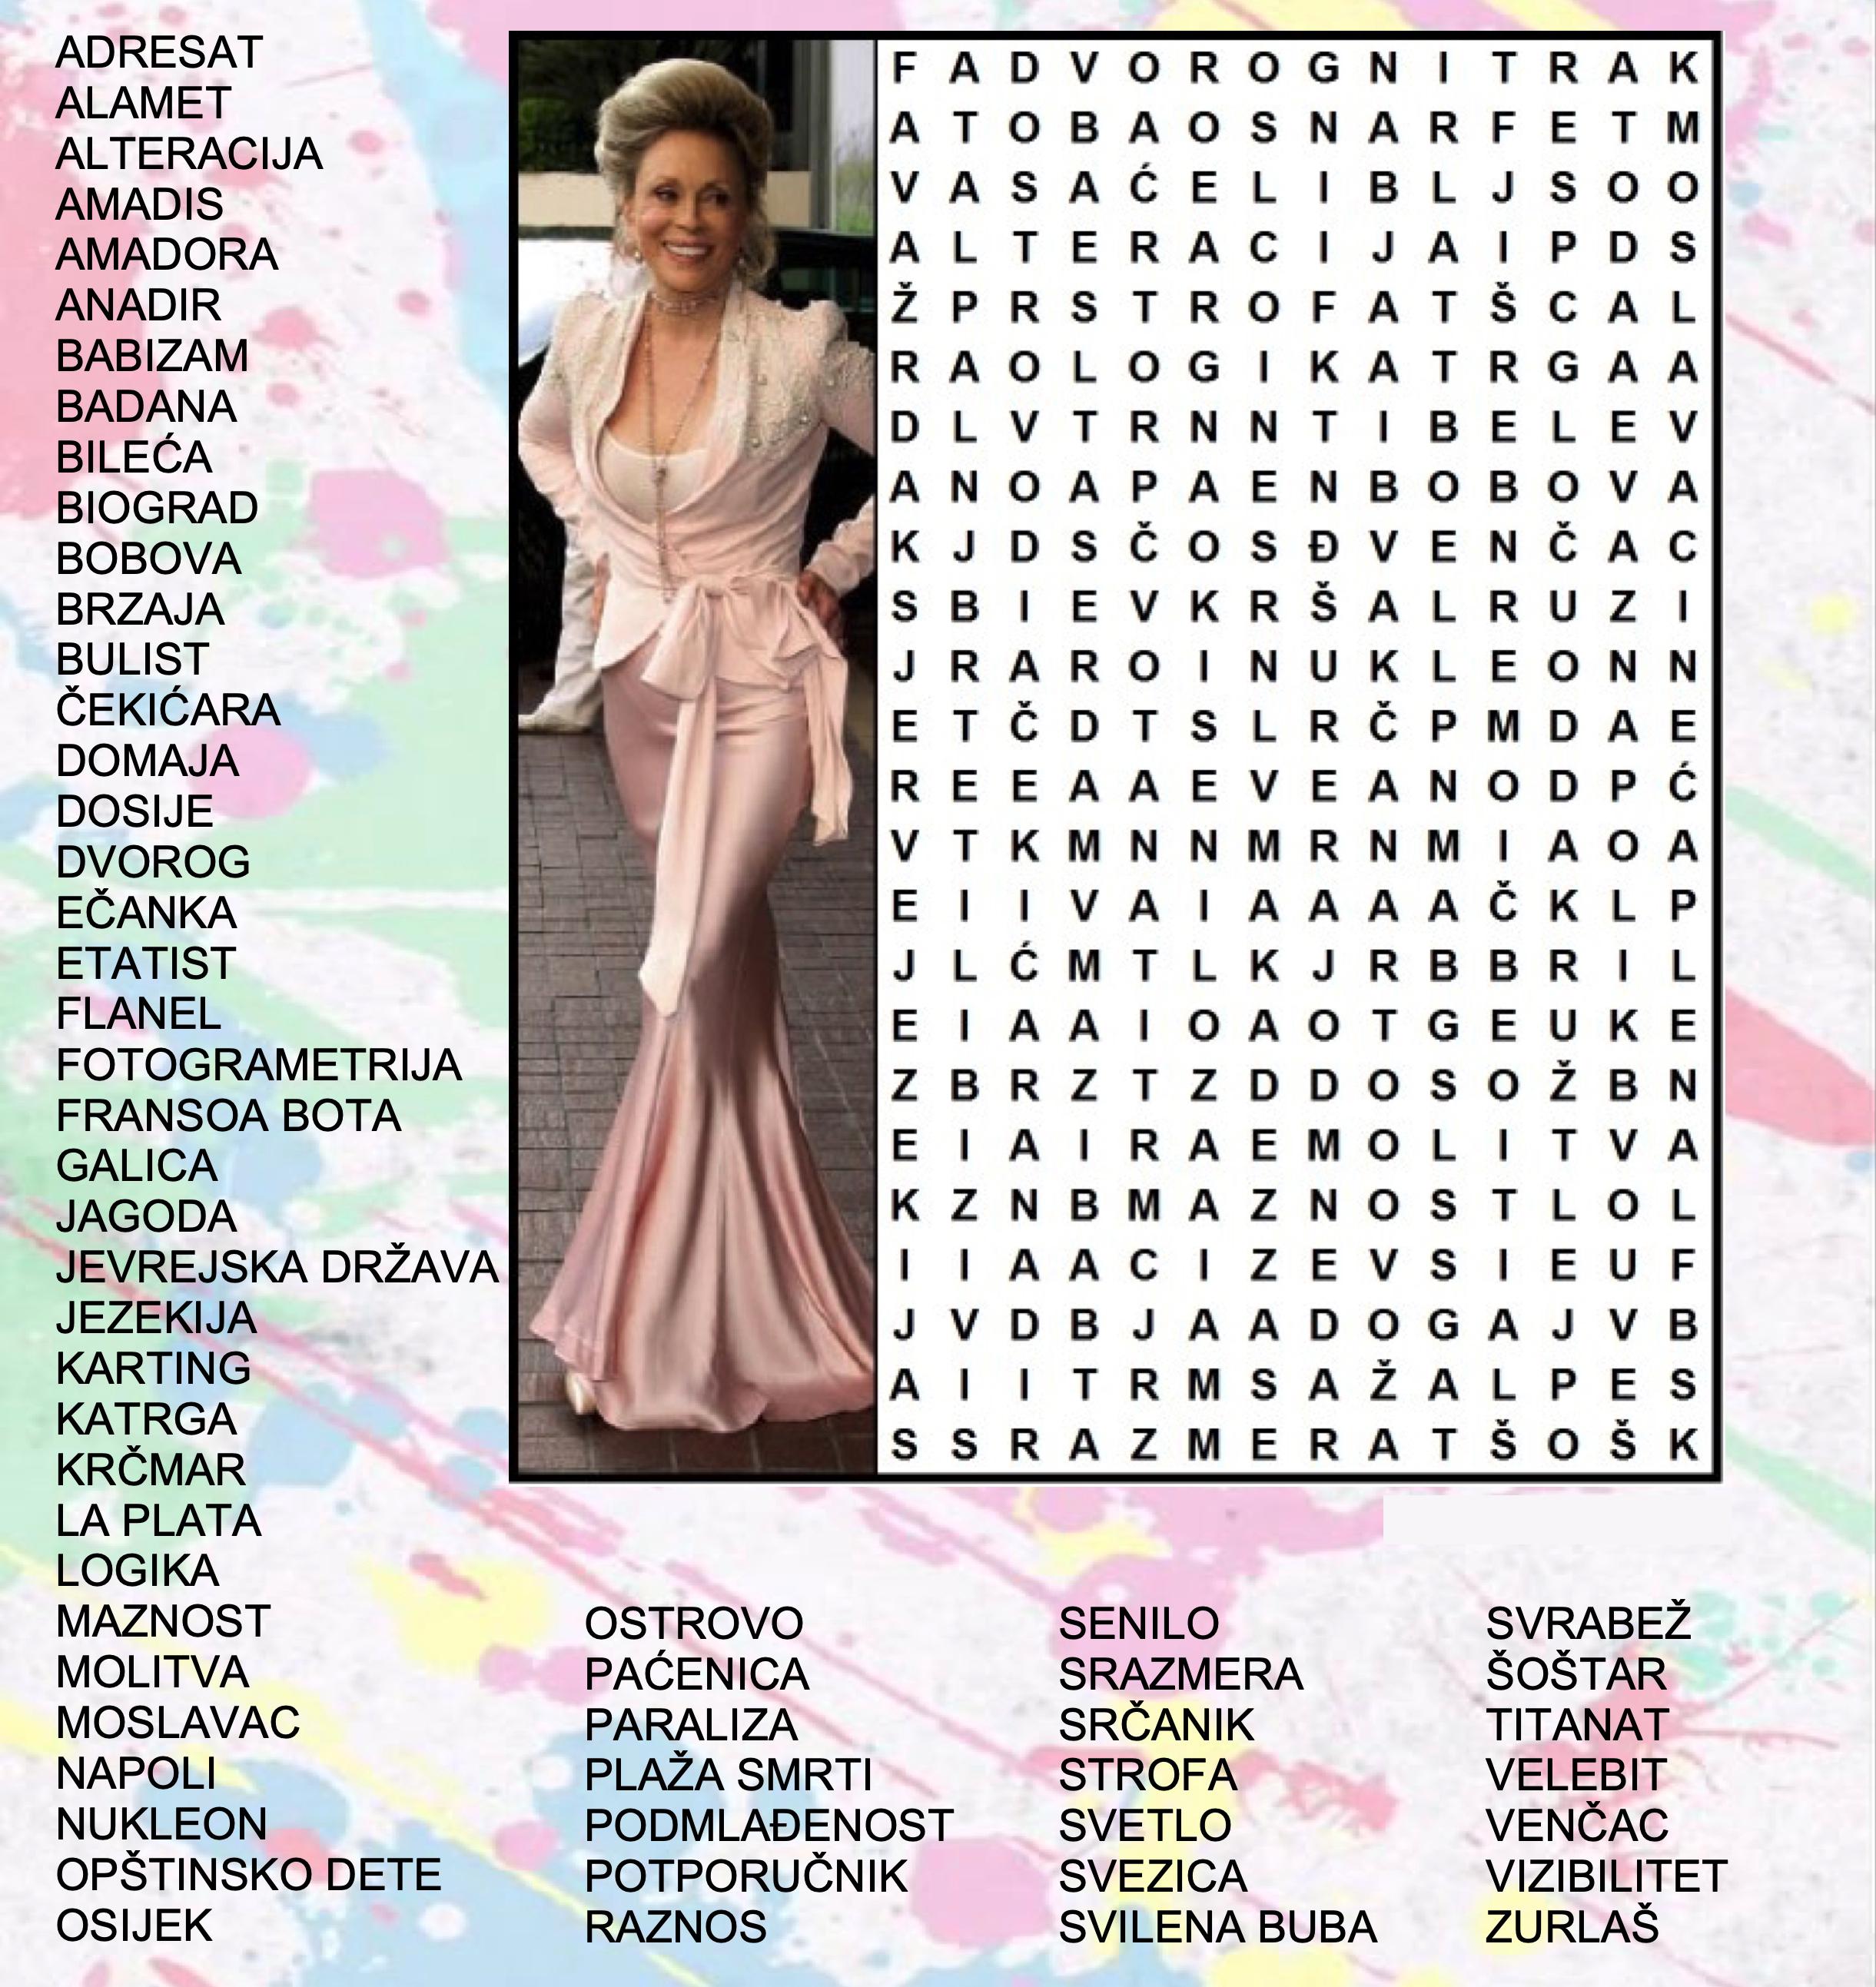 ADRESAT
ALAMET
ALTERACIJA
AMADIS
AMADORA
ANADIR
BABIZAM
BADANA
BILEĆA
BIOGRAD
BOBOVA
BRZAJA
BULIST
ČEKIĆARA
DOMAJA
DOSIJE
DVOROG
EČANKA
ETATIST
FLANEL
FOTOGRAMETRIJA
FRANSOA BOTA
GALICA
JAGODA
JEVREJSKA DRŽAVA
JEZEKIJA
KARTING
KATRGA
KRČMAR
LA PLATA
LOGIKA
MAZNOST
MOLITVA
MOSLAVAC
NAPOLI
NUKLEON
OPŠTINSKO DETE
OSIJEK
F A D V O R O G N I T R A K
A T O B A O S N A R F E T M
V A S A Ć E L I B L J S O O
A L T E R A C I J A I P D S
Ž P R S T R O F A T Š C A L
R A O L O G I K A T R G A A
D L V T R N N T I B E L E V
A N O A P A E N B O B O V A
K J D S Č O S Đ V E N Č A C
S B I E V K R Š A L R U Z I
J R A R O I N U K L E O N N
E T Č D T S L R Č P M D A E
R E E A A E V E A N O D P Ć
V T K M N N M R N M I A O A
E I I V A I A A A A Č K L P
J L Ć M T L K J R B B R I L
E I A A I O A O T G E U K E
Z B R Z T Z D D O S O Ž B N
E I A I R A E M O L I T V A
K Z N B M A Z N O S T L O L
I I A A C I Z E V S I E U F
J V D B J A A D O G A J V B
A I I T R M S A Ž A L P E S
S S R A Z M E R A T Š O Š K
OSTROVO
PAĆENICA
PARALIZA
PLAŽA SMRTI
PODMLAĐENOST
POTPORUČNIK
RAZNOS
SENILO
SRAZMERA
SRČANIK
STROFA
SVETLO
SVEZICA
SVILENA BUBA
SVRABEŽ
ŠOŠTAR
TITANAT
VELEBIT
VENČAC
VIZIBILITET
ZURLAŠ